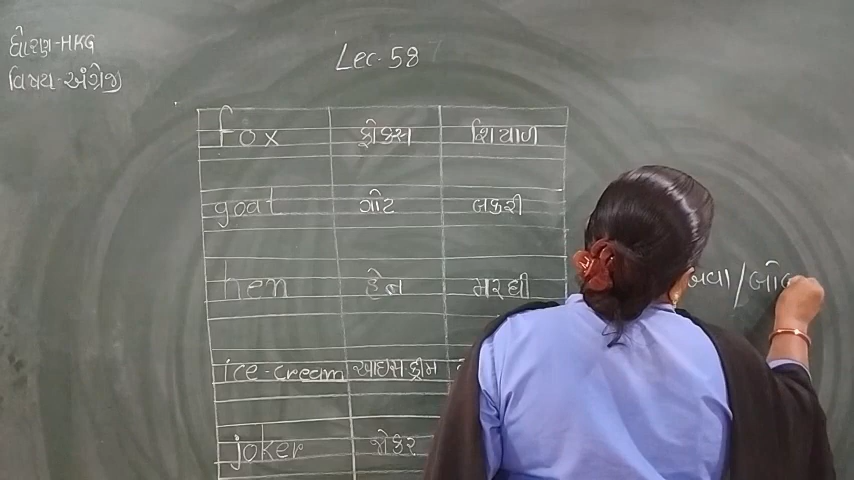 ધોરણ-HKG
વિષય-અંગ્રેજી
Lec-58
fox ફોક્સ શિયાળ
goat ગોટ બકરી
hen હેન મરઘી
ice-cream આઇસક્રીમ
joker જોકર